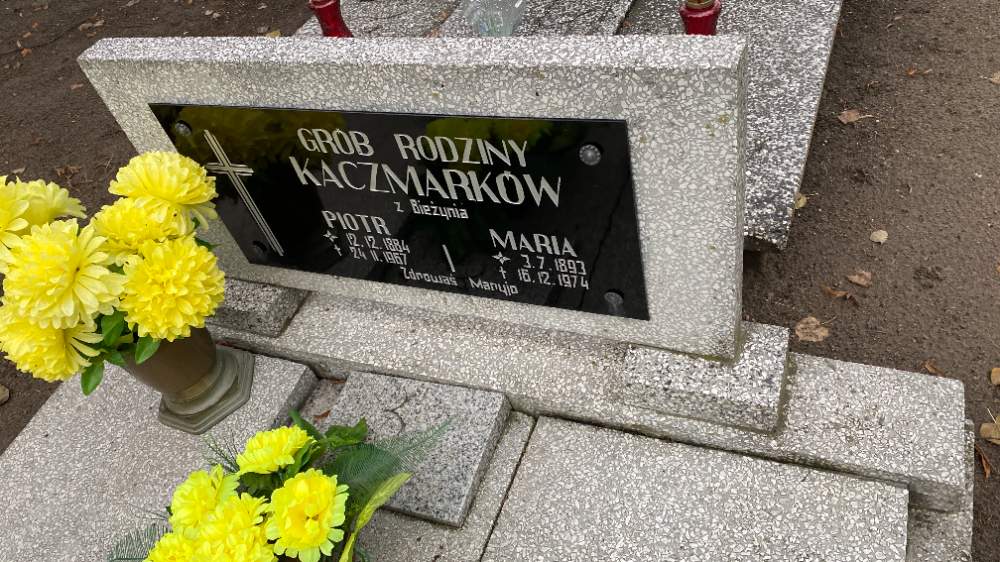 GRÓB RODZINY
KACZMARKÓW
z Bieżynia
PIOTR
* 12.12.1884
† 24.11.1967
MARIA
* 3.7.1893
† 16.12.1974
Zdrowaś Maryjo